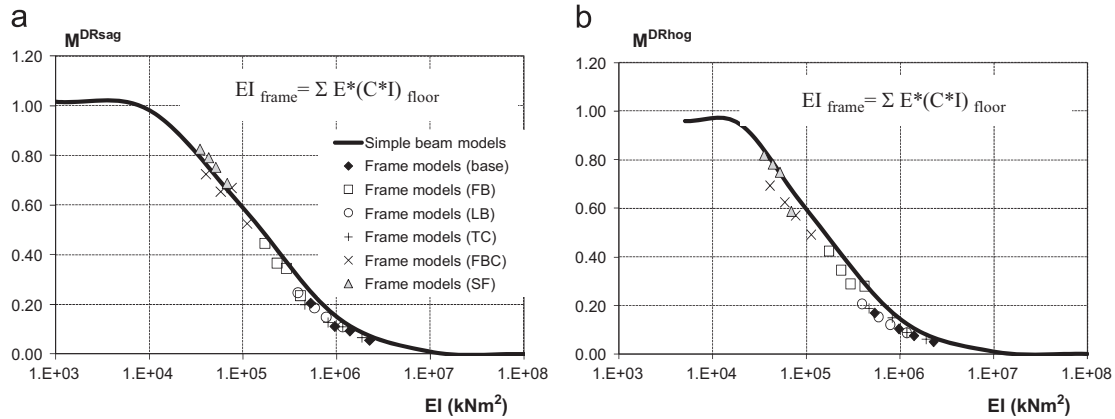 a
M^DRsag
1.20
1.00
0.80
0.60
0.40
0.20
0.00
EI frame= Σ E*(C*I) floor
Simple beam models
Frame models (base)
Frame models (FB)
Frame models (LB)
Frame models (TC)
Frame models (FBC)
Frame models (SF)
1.E+03 1.E+04 1.E+05 1.E+06 1.E+07 1.E+08
EI (kNm²)
b
M^DRhog
1.20
1.00
0.80
0.60
0.40
0.20
0.00
EI frame= Σ E*(C*I) floor
1.E+03 1.E+04 1.E+05 1.E+06 1.E+07 1.E+08
EI (kNm²)